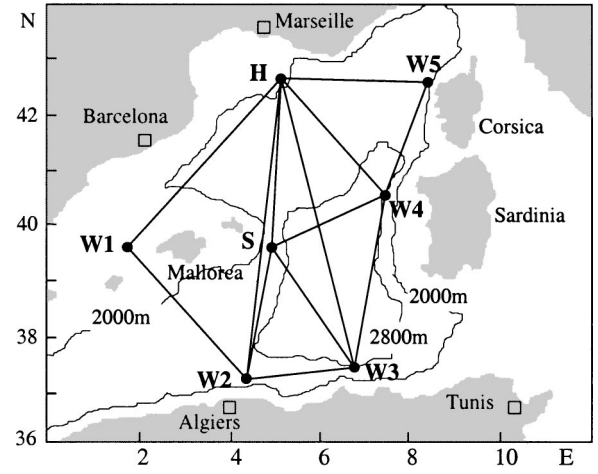 N
Marseille
H
W5
42
Barcelona
Corsica
W4
40
Sardinia
W1
S
Mallorca
2000m
2000m
38
2800m
W2
W3
Algiers
Tunis
36
2 4 6 8 10 E